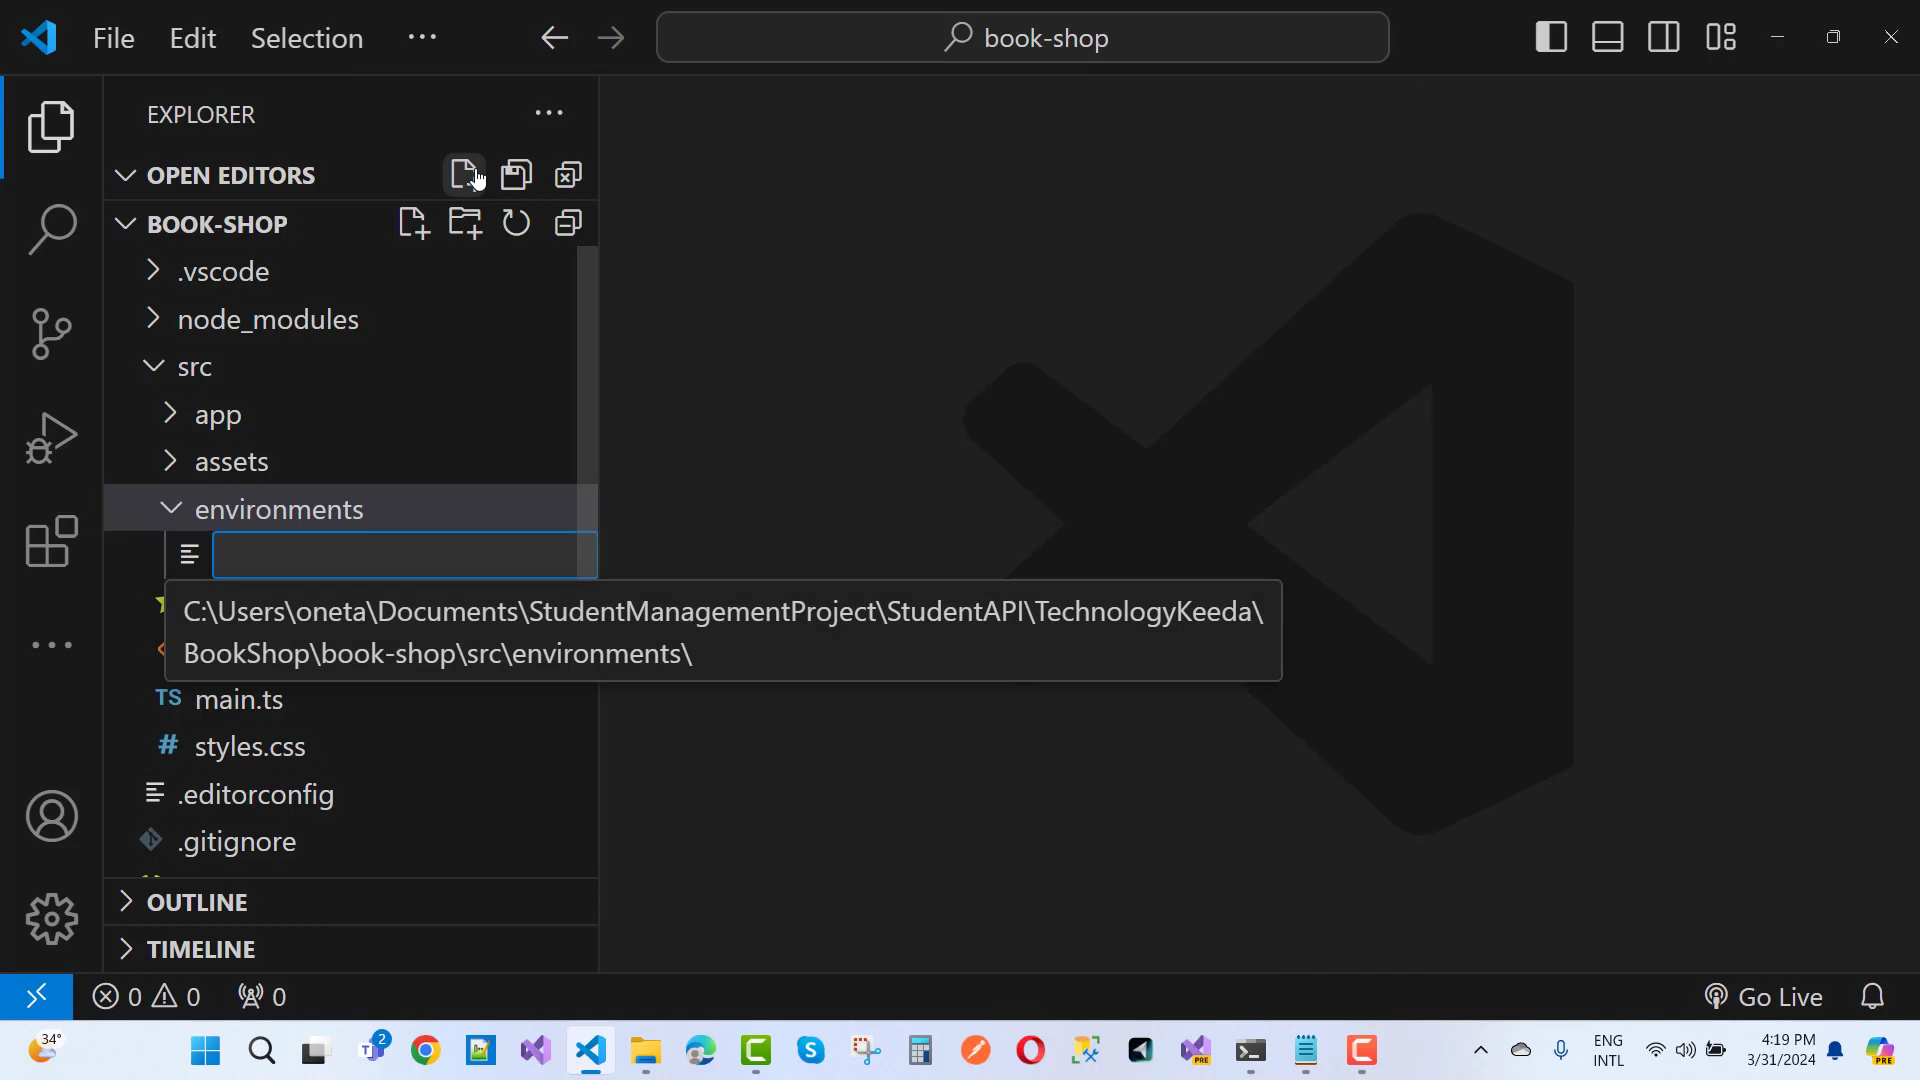 File Edit Selection ···
book-shop
EXPLORER
OPEN EDITORS
BOOK-SHOP
.vscode
node_modules
src
app
assets
environments
C:\Users\oneta\Documents\StudentManagementProject\StudentAPI\TechnologyKeeda\
BookShop\book-shop\src\environments\
TS main.ts
# styles.css
.editorconfig
.gitignore
OUTLINE
TIMELINE
0 0 0
Go Live
34°
2
PRE
ENG
INTL
4:19 PM
3/31/2024
PRE